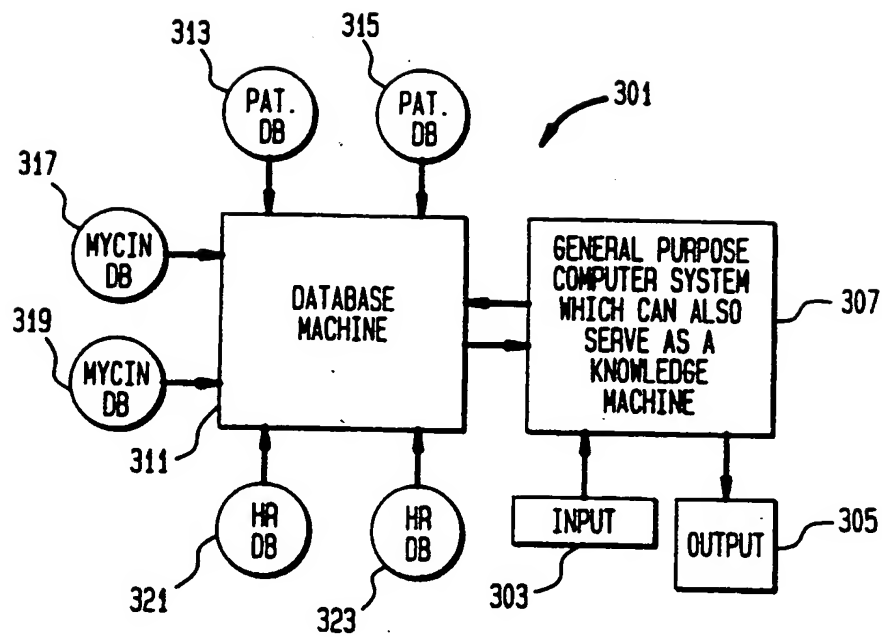 313
315
301
PAT.
DB
PAT.
DB
317
MYCIN
DB
DATABASE
MACHINE
GENERAL PURPOSE
COMPUTER SYSTEM
WHICH CAN ALSO
SERVE AS A
KNOWLEDGE
MACHINE
307
319
MYCIN
DB
311
HR
DB
HR
DB
INPUT
OUTPUT
305
321
323
303